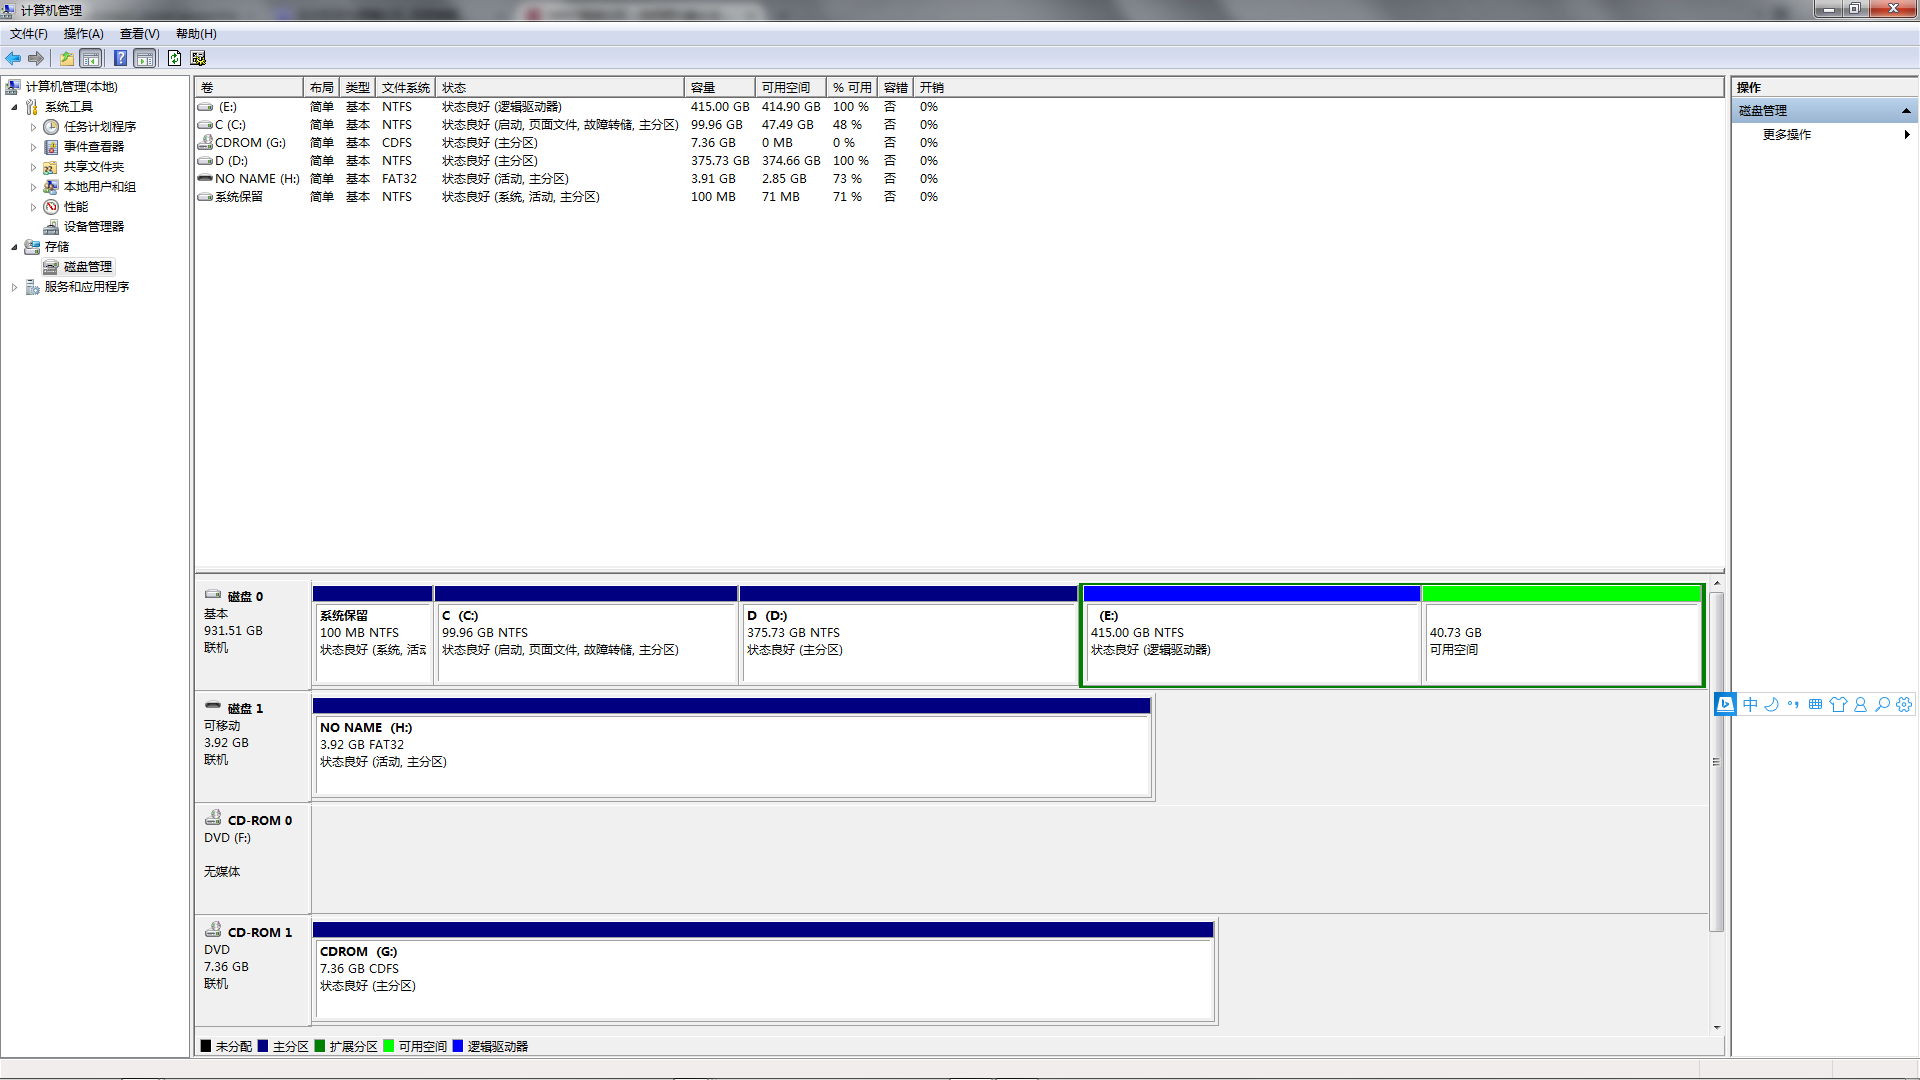 计算机管理
文件(F) 操作(A) 查看(V) 帮助(H)
计算机管理(本地)
系统工具
任务计划程序
事件查看器
共享文件夹
本地用户和组
性能
设备管理器
存储
磁盘管理
服务和应用程序
卷 布局 类型 文件系统 状态 容量 可用空间 % 可用 容错 开销
(E:) 简单 基本 NTFS 状态良好 (逻辑驱动器) 415.00 GB 414.90 GB 100 % 否 0%
C (C:) 简单 基本 NTFS 状态良好 (启动, 页面文件, 故障转储, 主分区) 99.96 GB 47.49 GB 48 % 否 0%
CDROM (G:) 简单 基本 CDFS 状态良好 (主分区) 7.36 GB 0 MB 0 % 否 0%
D (D:) 简单 基本 NTFS 状态良好 (主分区) 375.73 GB 374.66 GB 100 % 否 0%
NO NAME (H:) 简单 基本 FAT32 状态良好 (活动, 主分区) 3.91 GB 2.85 GB 73 % 否 0%
系统保留 简单 基本 NTFS 状态良好 (系统, 活动, 主分区) 100 MB 71 MB 71 % 否 0%
磁盘 0
基本
931.51 GB
联机
系统保留
100 MB NTFS
状态良好 (系统, 活动
C (C:)
99.96 GB NTFS
状态良好 (启动, 页面文件, 故障转储, 主分区)
D (D:)
375.73 GB NTFS
状态良好 (主分区)
(E:)
415.00 GB NTFS
状态良好 (逻辑驱动器)
40.73 GB
可用空间
磁盘 1
可移动
3.92 GB
联机
NO NAME (H:)
3.92 GB FAT32
状态良好 (活动, 主分区)
CD-ROM 0
DVD (F:)
无媒体
CD-ROM 1
DVD
7.36 GB
联机
CDROM (G:)
7.36 GB CDFS
状态良好 (主分区)
未分配 主分区 扩展分区 可用空间 逻辑驱动器
操作
磁盘管理
更多操作
中